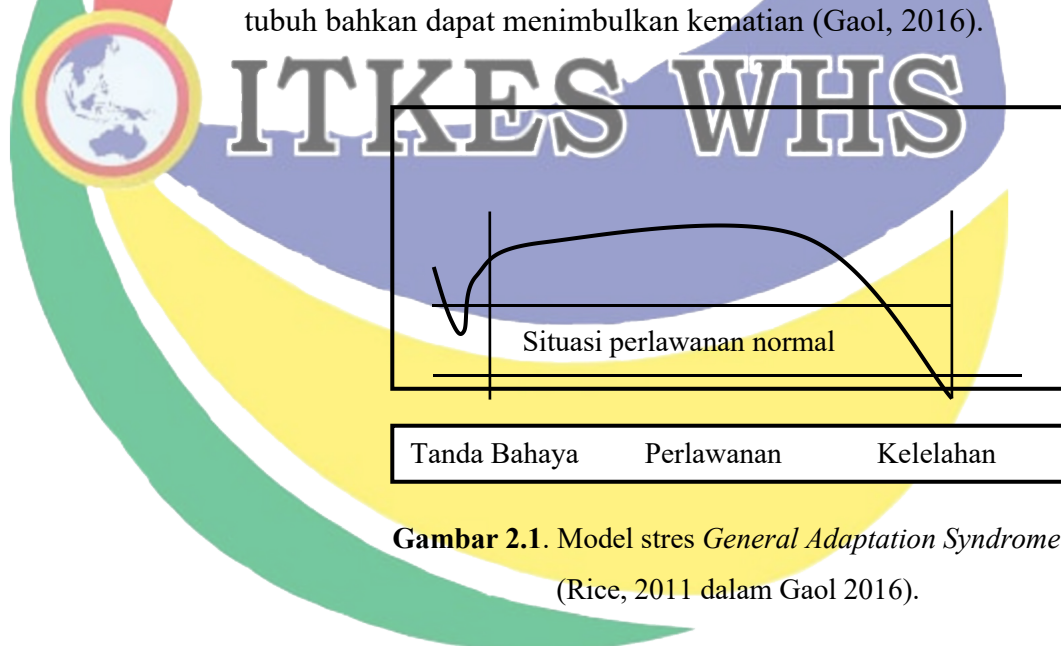 tubuh bahkan dapat menimbulkan kematian (Gaol, 2016).
ITKES WHS
Situasi perlawanan normal
Tanda Bahaya Perlawanan Kelelahan
Gambar 2.1. Model stres General Adaptation Syndrome
(Rice, 2011 dalam Gaol 2016).